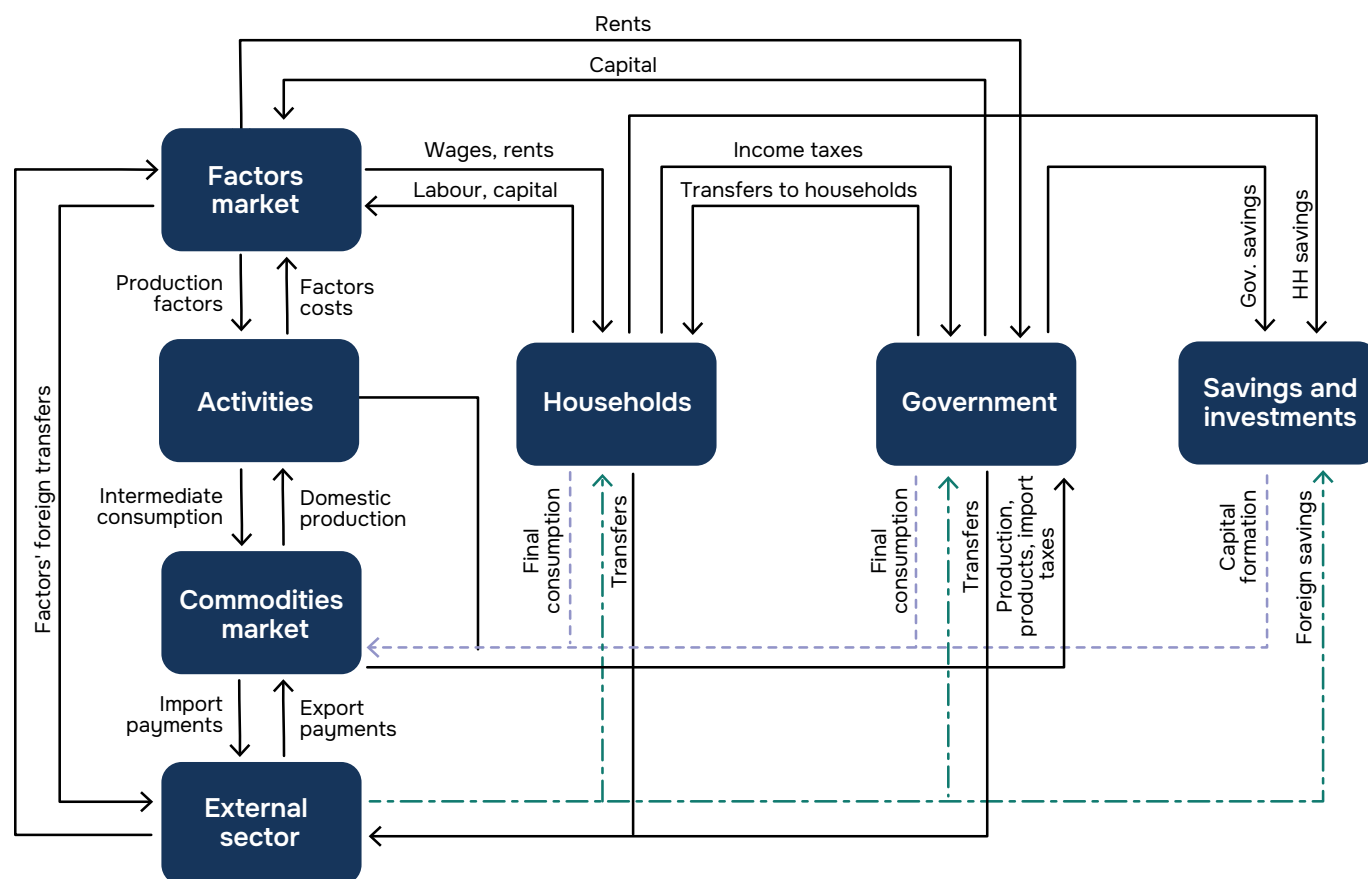 Rents
Capital
Factors
market
Wages, rents
Labour, capital
Income taxes
Transfers to households
Gov. savings
HH savings
Production
factors
Factors
costs
Factors' foreign transfers
Activities
Households
Government
Savings and
investments
Intermediate
consumption
Domestic
production
Final
consumption
Transfers
Final
consumption
Transfers
Production,
products, import
taxes
Capital
formation
Foreign savings
Commodities
market
Import
payments
Export
payments
External
sector